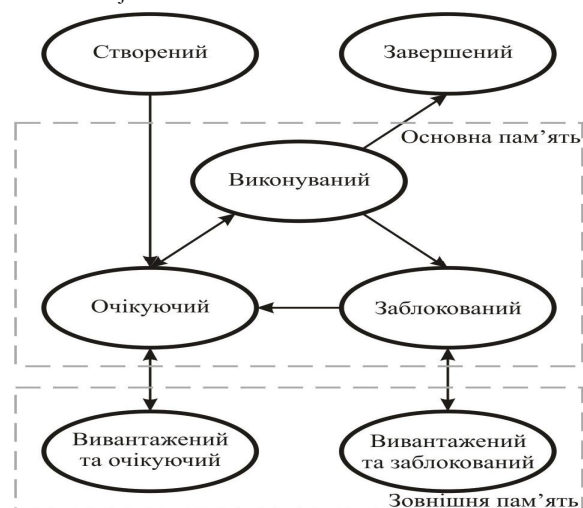 Створений
Завершений
Основна пам’ять
Виконуваний
Очікуючий
Заблокований
Вивантажений
та очікуючий
Вивантажений
та заблокований
Зовнішня пам’ять